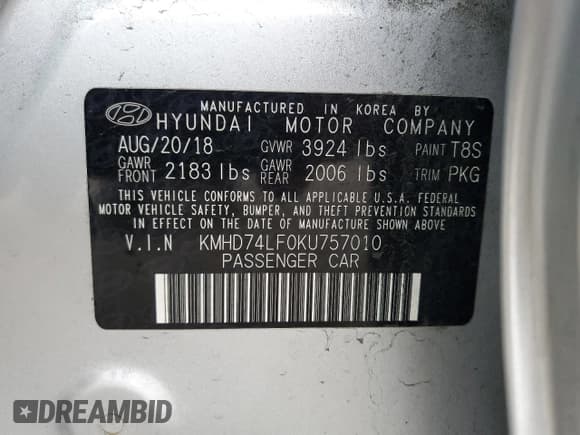 MANUFACTURED IN KOREA BY
HYUNDAI MOTOR COMPANY
AUG/20/18 GVWR 3924 lbs PAINT T8S
GAWR FRONT 2183 lbs GAWR REAR 2006 lbs TRIM PKG
THIS VEHICLE CONFORMS TO ALL APPLICABLE U.S.A. FEDERAL
MOTOR VEHICLE SAFETY, BUMPER, AND THEFT PREVENTION STANDARDS
IN EFFECT ON THE DATE OF MANUFACTURE SHOWN ABOVE.
V.I.N KMHD74LF0KU757010
PASSENGER CAR
DREAMBID